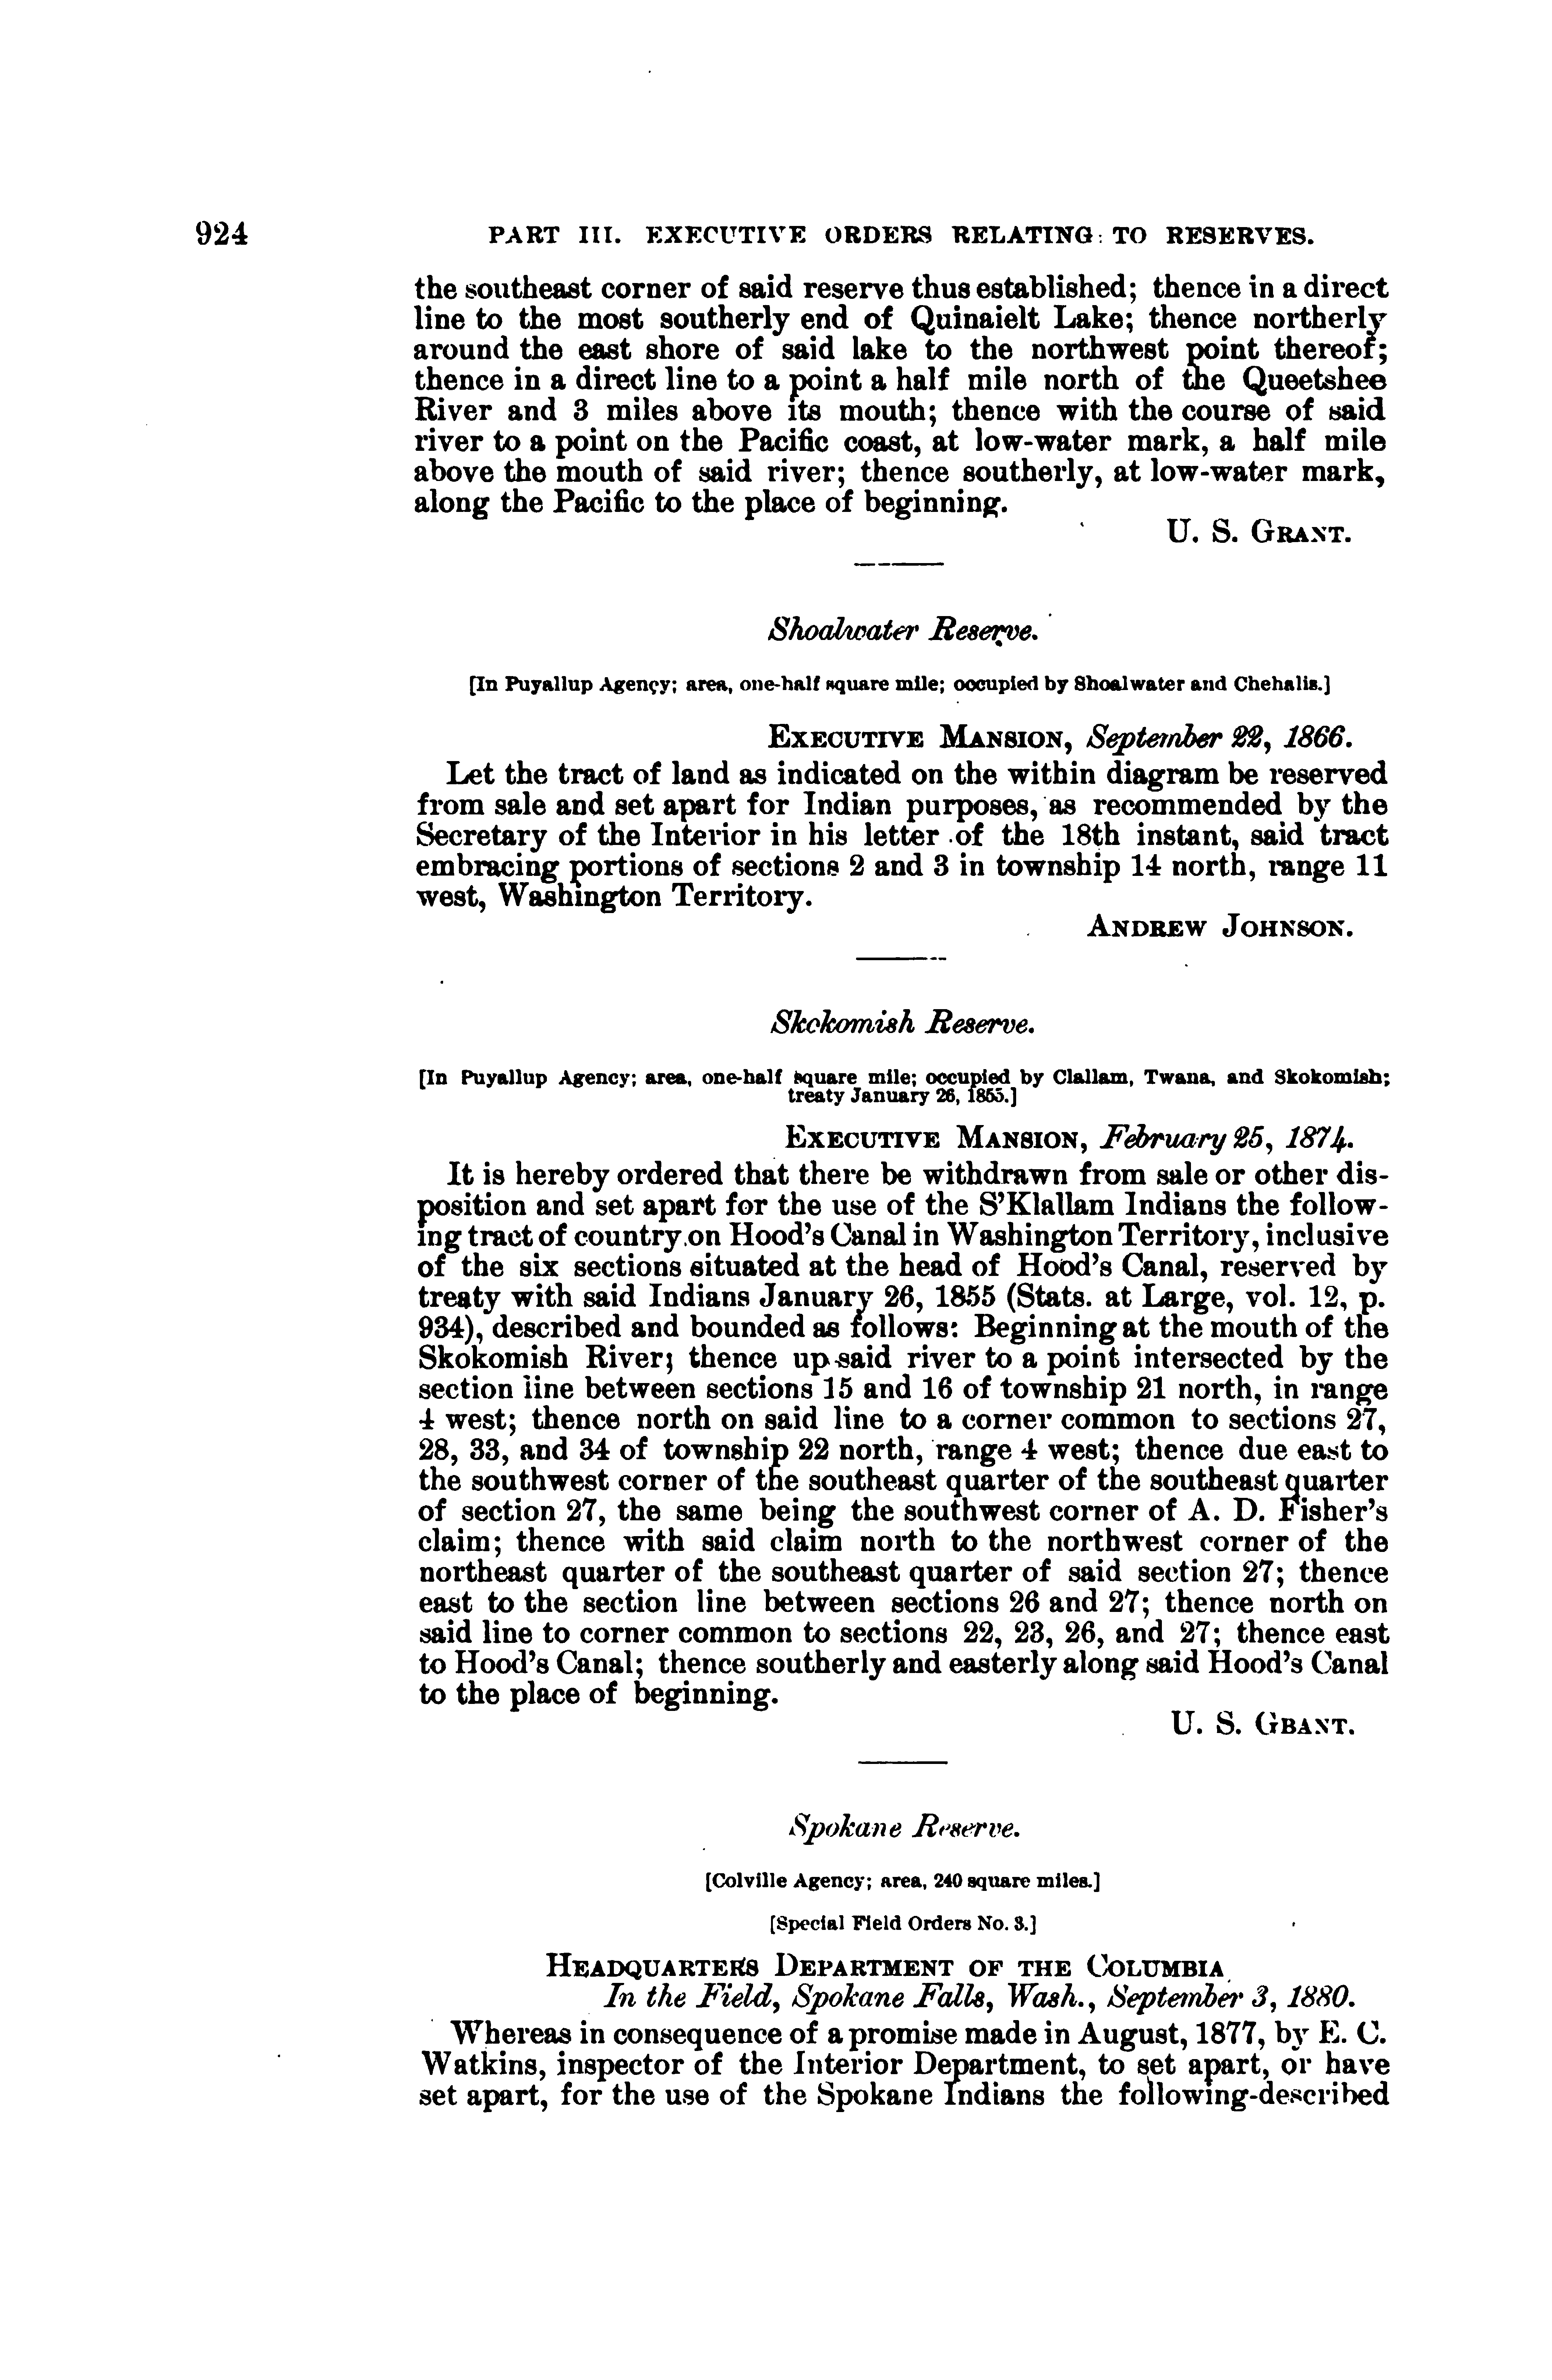 924 PART III. EXECUTIVE ORDERS RELATING TO RESERVES.
the southeast corner of said reserve thus established; thence in a direct
line to the most southerly end of Quinaielt Lake; thence northerly
around the east shore of said lake to the northwest point thereof;
thence in a direct line to a point a half mile north of the Queetshee
River and 3 miles above its mouth; thence with the course of said
river to a point on the Pacific coast, at low-water mark, a half mile
above the mouth of said river; thence southerly, at low-water mark,
along the Pacific to the place of beginning.
U. S. GRANT.
Shoalwater Reserve.
[In Puyallup Agency; area, one-half square mile; occupied by Shoalwater and Chehalis.]
EXECUTIVE MANSION, September 22, 1866.
Let the tract of land as indicated on the within diagram be reserved
from sale and set apart for Indian purposes, as recommended by the
Secretary of the Interior in his letter of the 18th instant, said tract
embracing portions of sections 2 and 3 in township 14 north, range 11
west, Washington Territory.
ANDREW JOHNSON.
Skokomish Reserve.
[In Puyallup Agency; area, one-half square mile; occupied by Clallam, Twana, and Skokomish;
treaty January 26, 1855.]
EXECUTIVE MANSION, February 25, 1874.
It is hereby ordered that there be withdrawn from sale or other dis-
position and set apart for the use of the S'Klallam Indians the follow-
ing tract of country on Hood's Canal in Washington Territory, inclusive
of the six sections situated at the head of Hood's Canal, reserved by
treaty with said Indians January 26, 1855 (Stats. at Large, vol. 12, p.
934), described and bounded as follows: Beginning at the mouth of the
Skokomish River; thence up said river to a point intersected by the
section line between sections 15 and 16 of township 21 north, in range
4 west; thence north on said line to a corner common to sections 27,
28, 33, and 34 of township 22 north, range 4 west; thence due east to
the southwest corner of the southeast quarter of the southeast quarter
of section 27, the same being the southwest corner of A. D. Fisher's
claim; thence with said claim north to the northwest corner of the
northeast quarter of the southeast quarter of said section 27; thence
east to the section line between sections 26 and 27; thence north on
said line to corner common to sections 22, 23, 26, and 27; thence east
to Hood's Canal; thence southerly and easterly along said Hood's Canal
to the place of beginning.
U. S. GRANT.
Spokane Reserve.
[Colville Agency; area, 240 square miles.]
[Special Field Orders No. 3.]
HEADQUARTERS DEPARTMENT OF THE COLUMBIA
In the Field, Spokane Falls, Wash., September 3, 1880.
Whereas in consequence of a promise made in August, 1877, by E. C.
Watkins, inspector of the Interior Department, to set apart, or have
set apart, for the use of the Spokane Indians the following-described